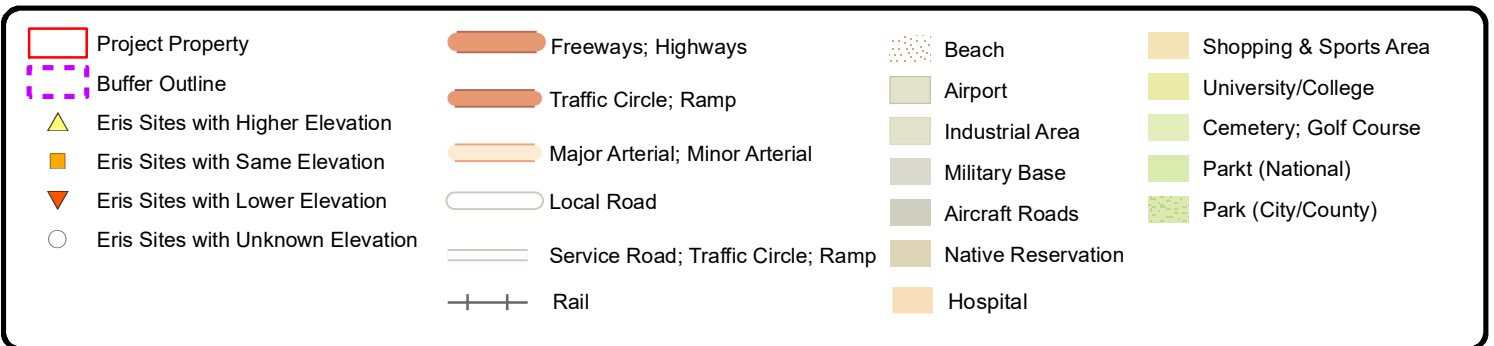 Project Property
Buffer Outline
Eris Sites with Higher Elevation
Eris Sites with Same Elevation
Eris Sites with Lower Elevation
Eris Sites with Unknown Elevation
Freeways; Highways
Traffic Circle; Ramp
Major Arterial; Minor Arterial
Local Road
Service Road; Traffic Circle; Ramp
Rail
Beach
Airport
Industrial Area
Military Base
Aircraft Roads
Native Reservation
Hospital
Shopping & Sports Area
University/College
Cemetery; Golf Course
Parkt (National)
Park (City/County)